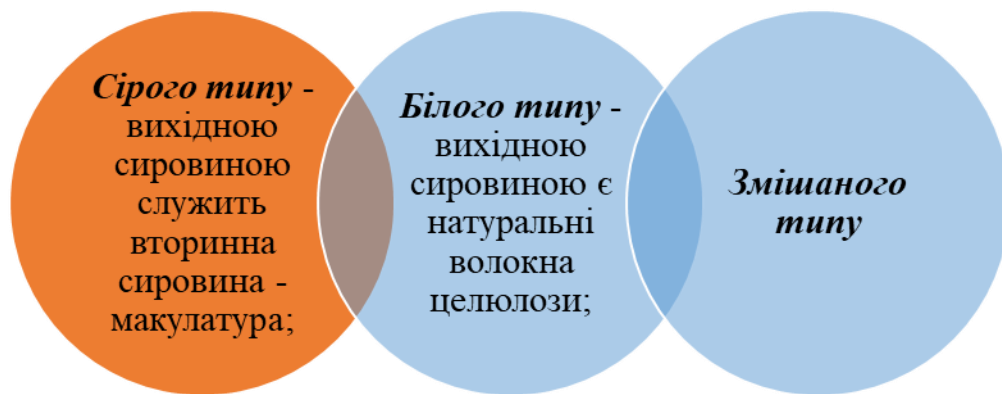 Сірого типу -
вихідною
сировиною
служить
вторинна
сировина -
макулатура;
Білого типу -
вихідною
сировиною є
натуральні
волокна
целюлози;
Змішаного
типу